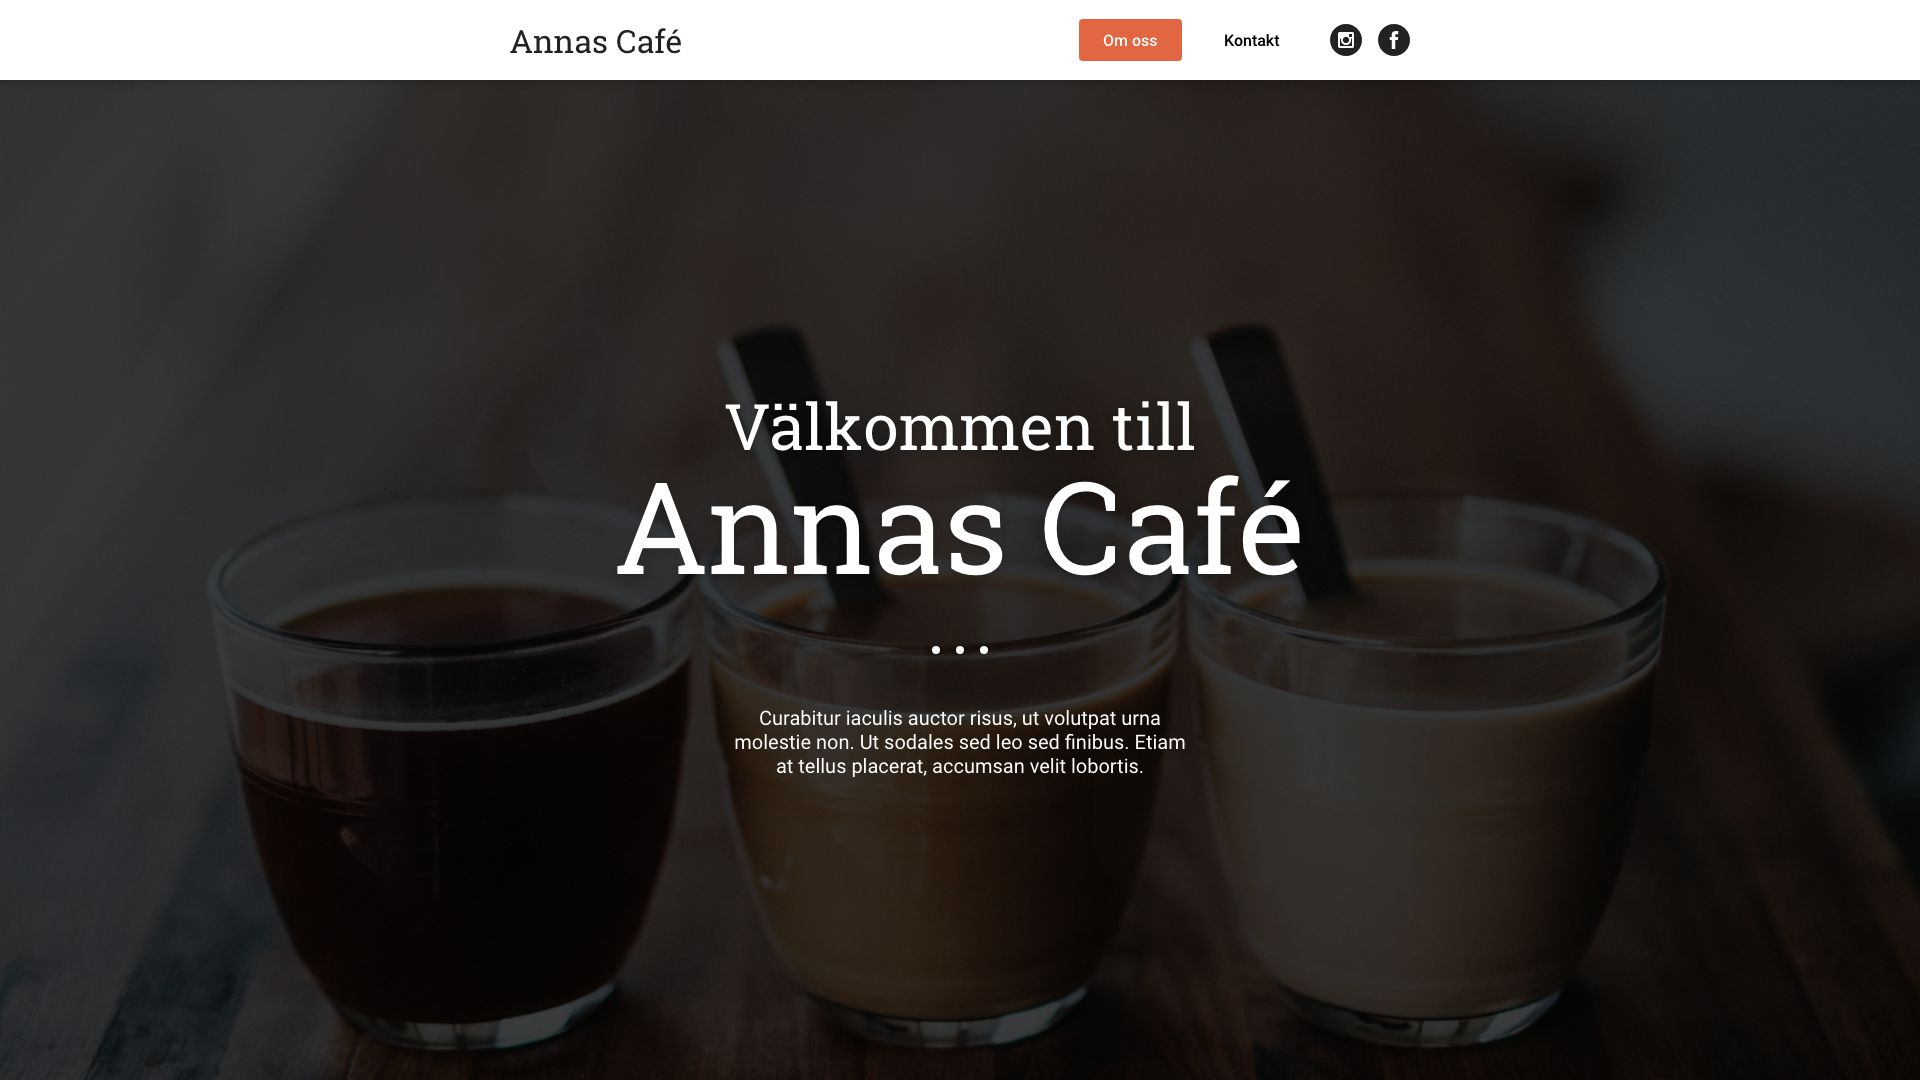 Annas Café
Om oss
Kontakt
Välkommen till
Annas Café
Curabitur iaculis auctor risus, ut volutpat urna
molestie non. Ut sodales sed leo sed finibus. Etiam
at tellus placerat, accumsan velit lobortis.